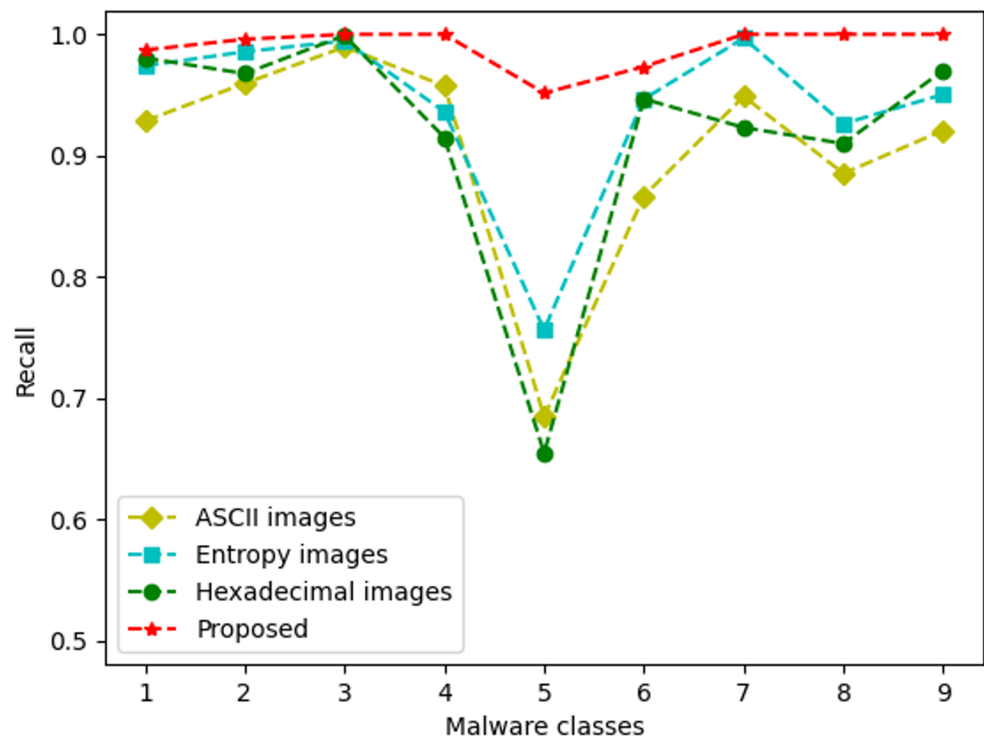 1.0
0.9
0.8
0.7
0.6
0.5
Recall
ASCII images
Entropy images
Hexadecimal images
Proposed
1 2 3 4 5 6 7 8 9
Malware classes